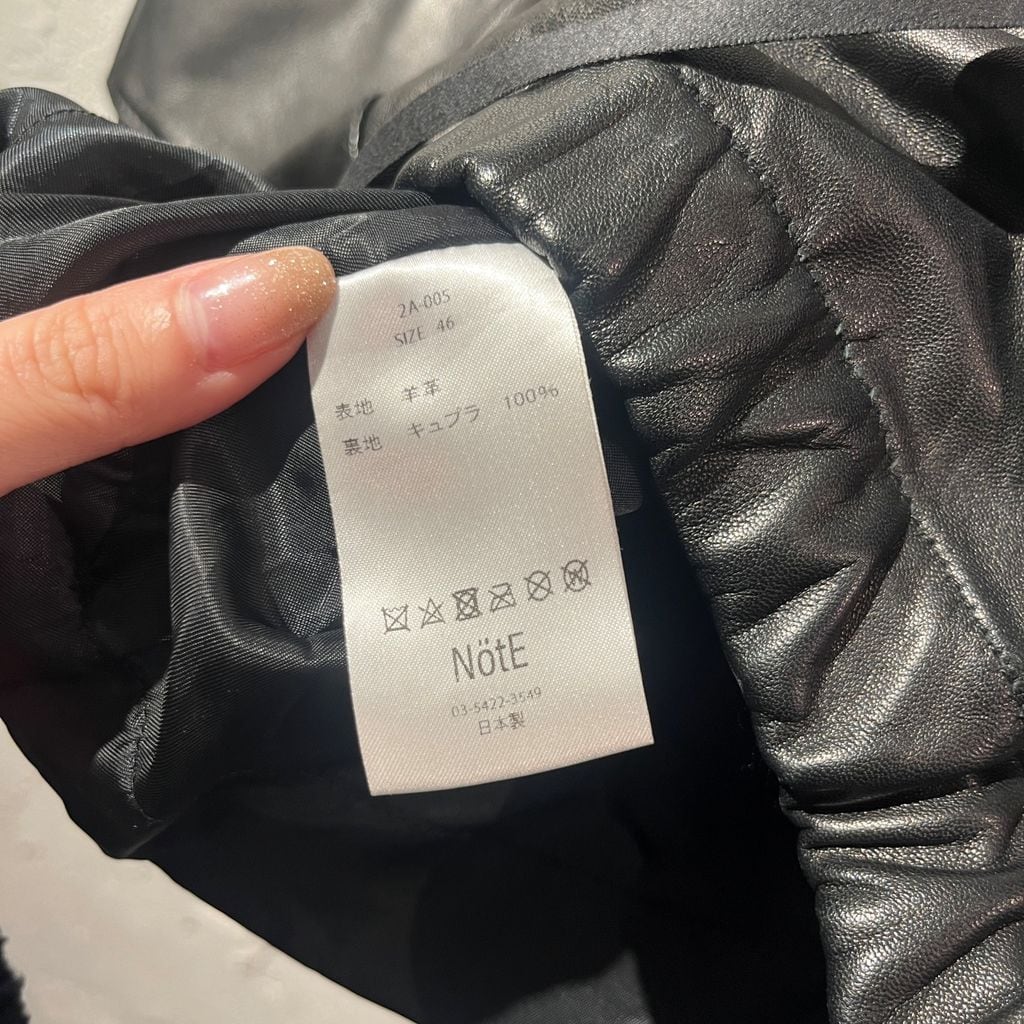 2A-005
SIZE 46
表地 羊革
裏地 キュプラ 100%
NötE
03-5422-3549
日本製